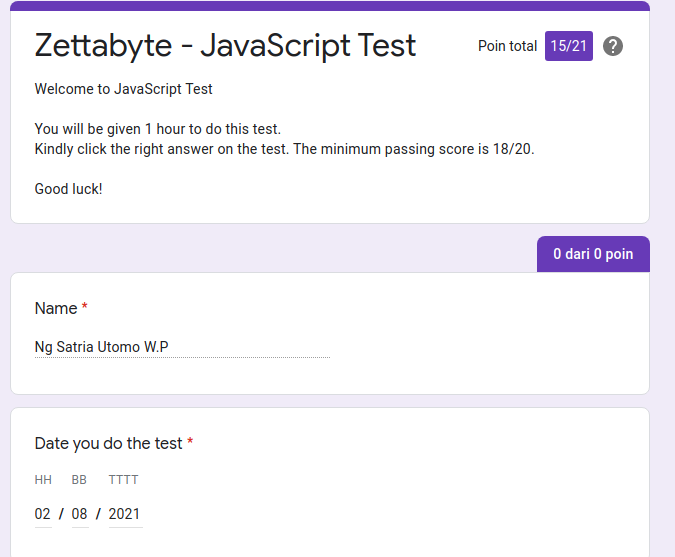 Zettabyte - JavaScript Test
Poin total 15/21
Welcome to JavaScript Test
You will be given 1 hour to do this test.
Kindly click the right answer on the test. The minimum passing score is 18/20.
Good luck!
0 dari 0 poin
Name *
Ng Satria Utomo W.P
Date you do the test *
HH BB TTTT
02 / 08 / 2021